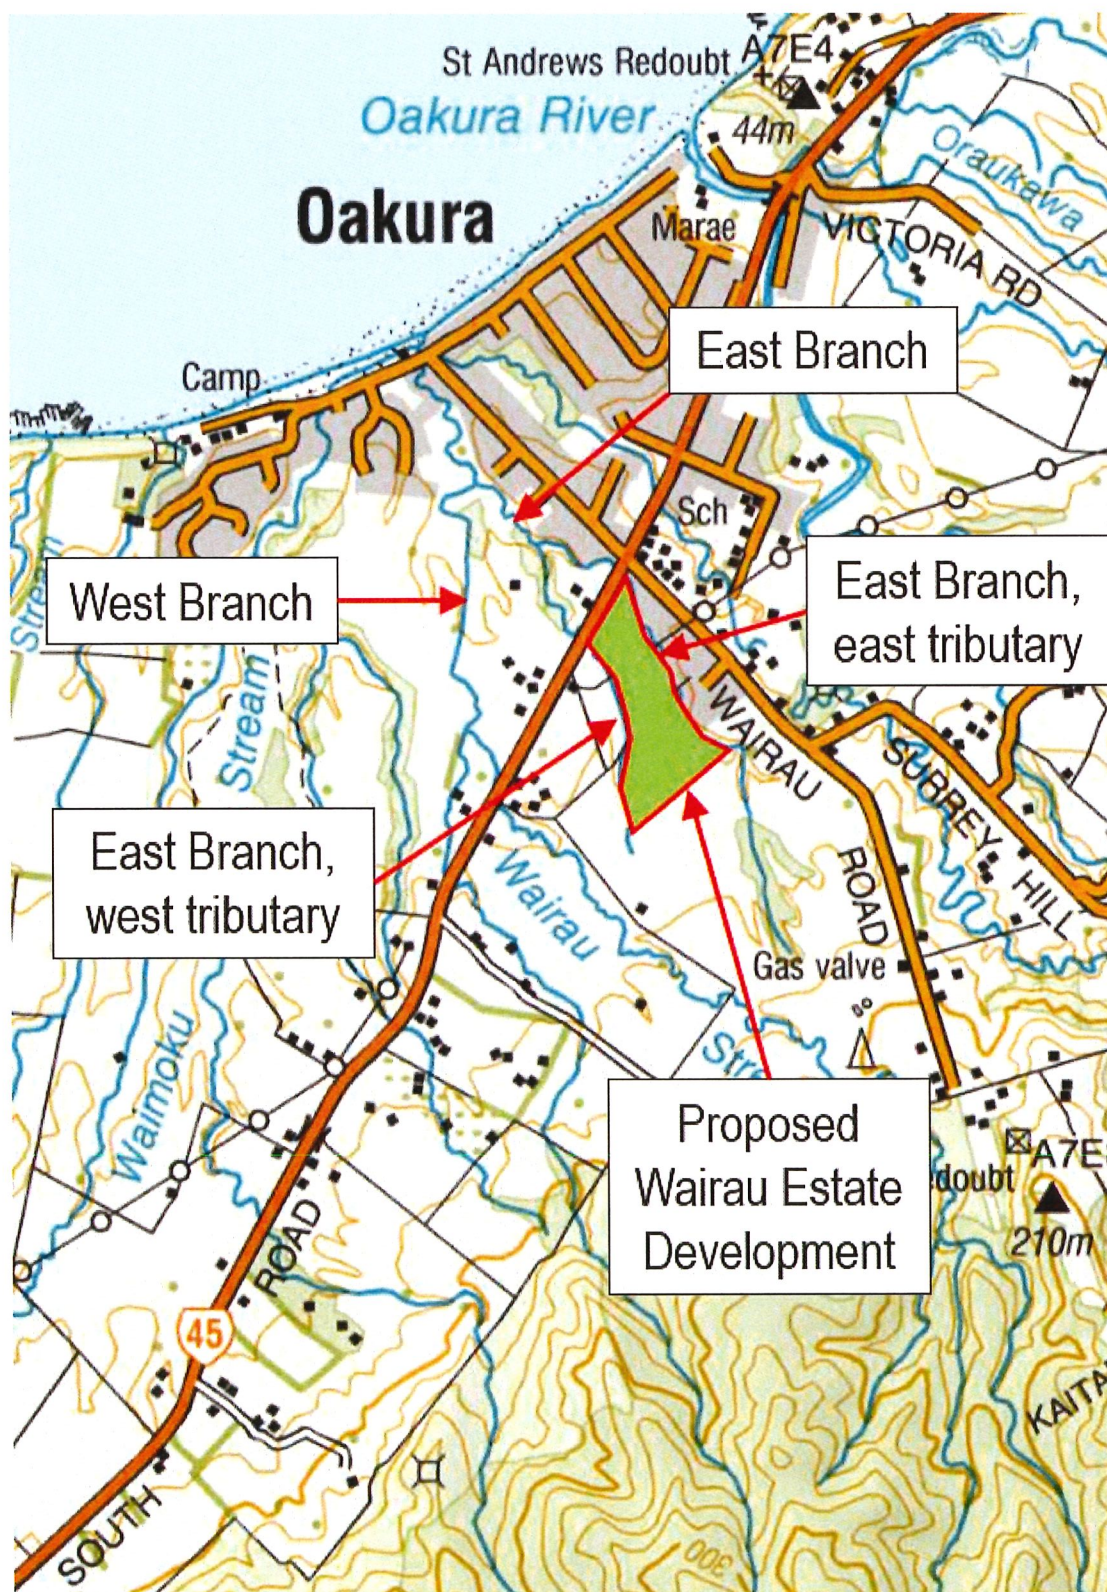 St Andrews Redoubt
A7E4
44m
Oakura River
Oraukawa
Oakura
Marae
VICTORIA RD
East Branch
Camp
Sch
Stream
West Branch
East Branch,
east tributary
Stream
WAIRAU
ROAD
SURREY
HILL
East Branch,
west tributary
Wairau
Gas valve
Waimoku
Proposed
Wairau Estate
Development
A7E
doubt
210m
ROAD
45
SOUTH
KAITA
300